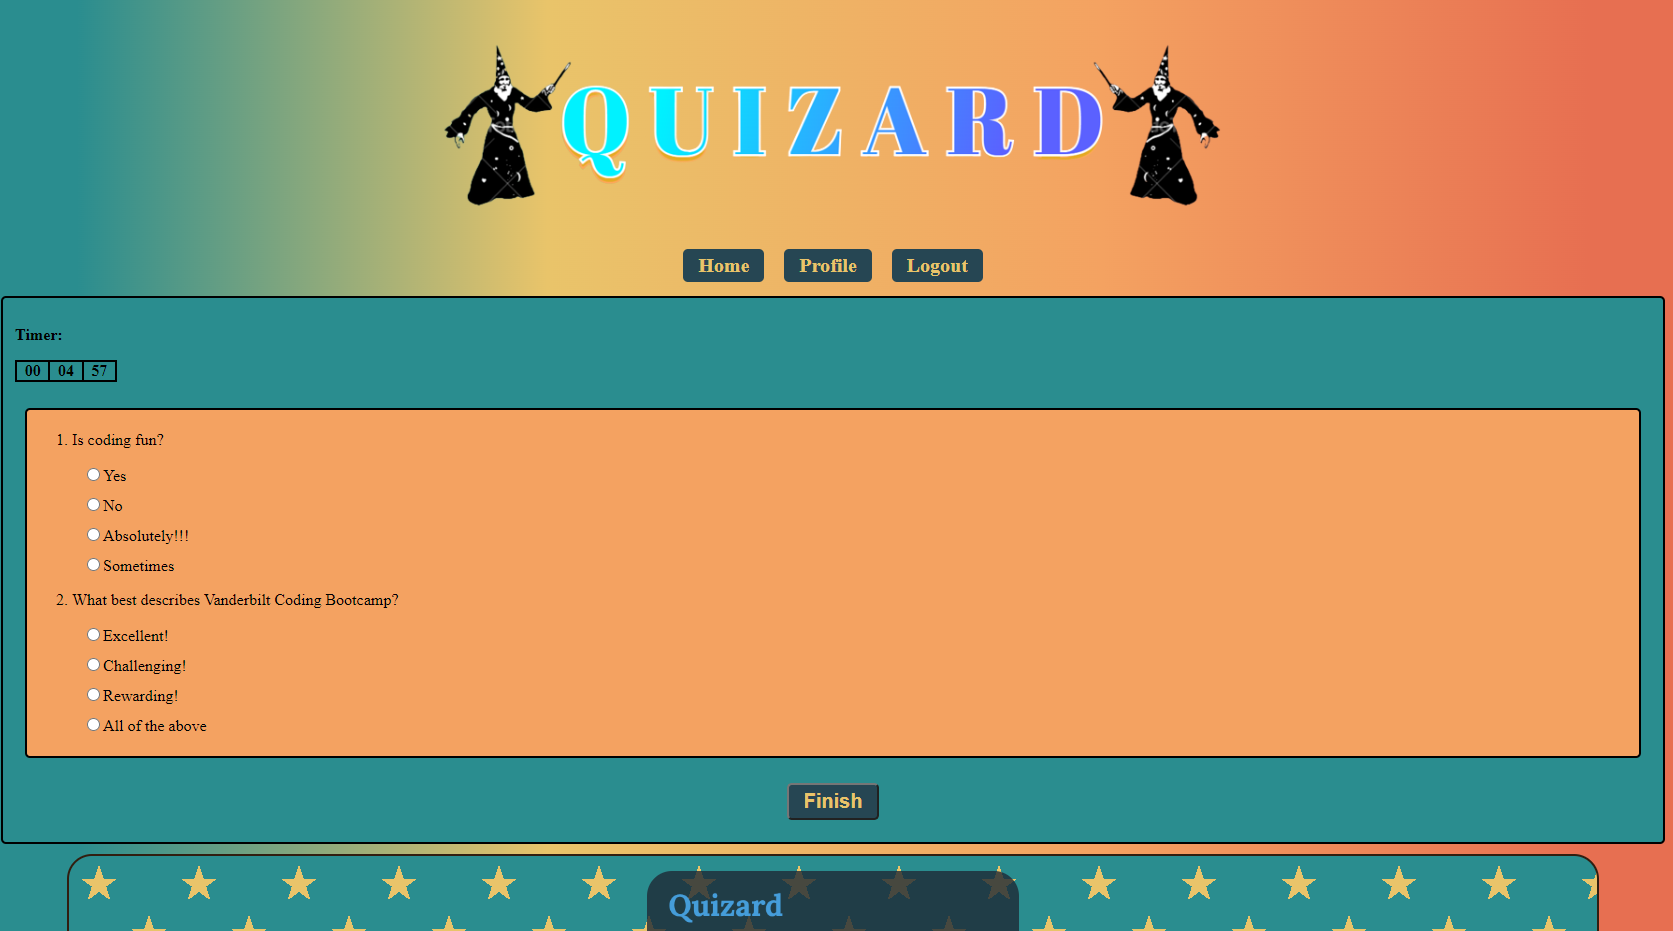 QUIZARD
Home Profile Logout
Timer:
00 04 57
1. Is coding fun?
Yes
No
Absolutely!!!
Sometimes
2. What best describes Vanderbilt Coding Bootcamp?
Excellent!
Challenging!
Rewarding!
All of the above
Finish
Quizard